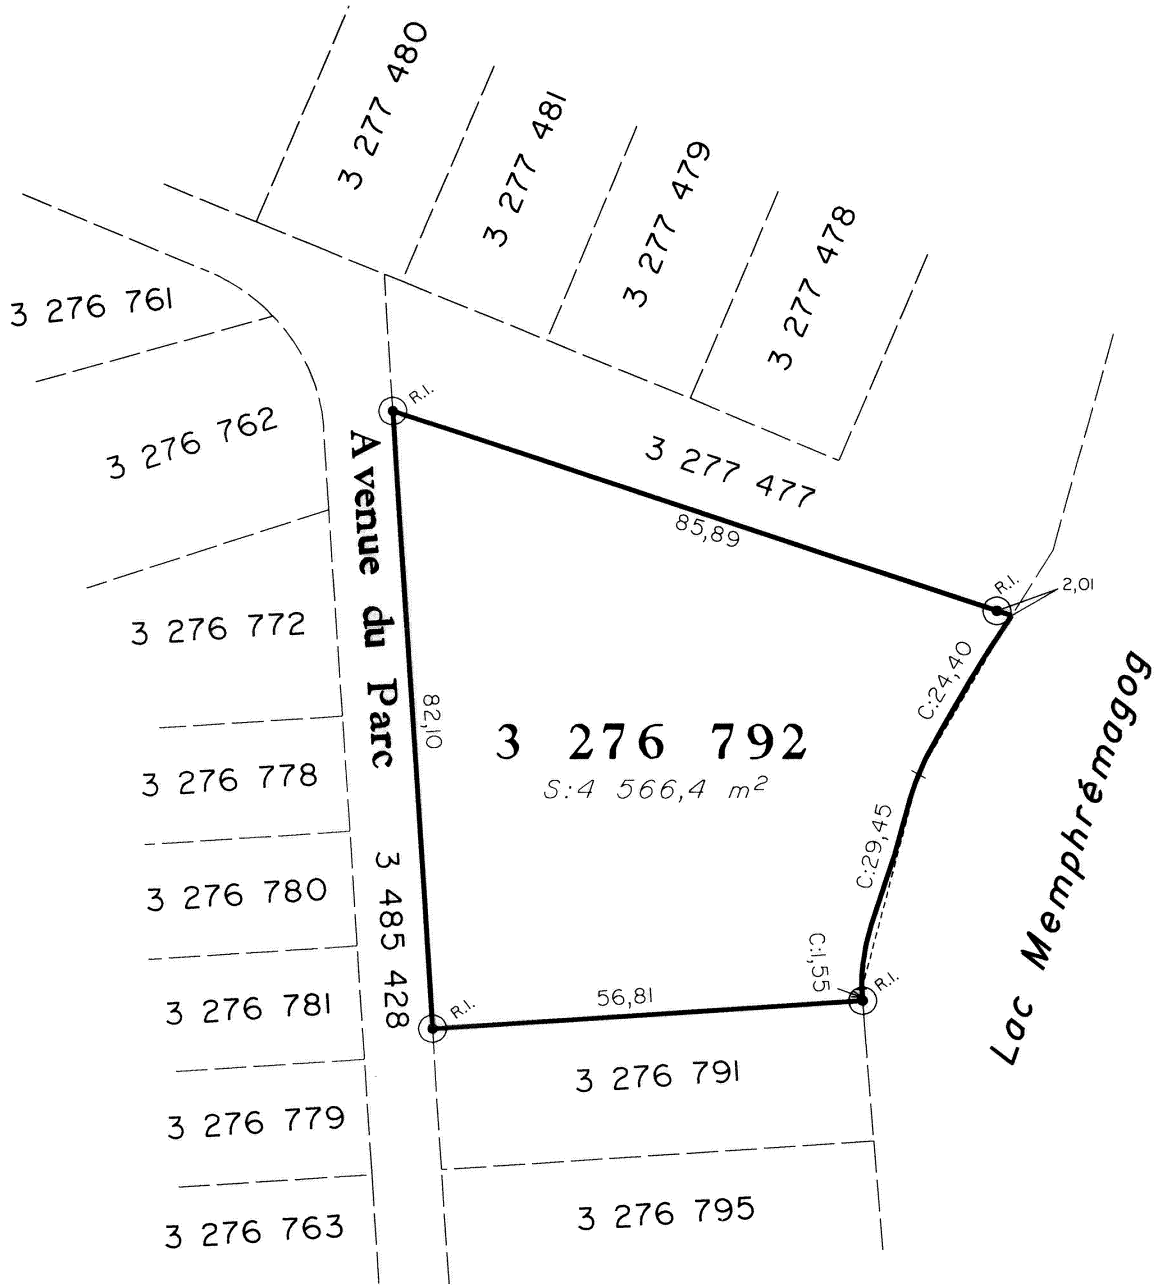 3 277 480
3 277 481
3 277 479
3 277 478
3 276 761
3 276 762
R.I.
3 277 477
85,89
Avenue du Parc
3 485 428
R.I.
2,01
3 276 772
C:24,40
82,10
3 276 792
S:4 566,4 m²
3 276 778
C:29,45
Lac Memphrémagog
3 276 780
C:1,55
R.I.
56,81
R.I.
3 276 781
3 276 791
3 276 779
3 276 795
3 276 763